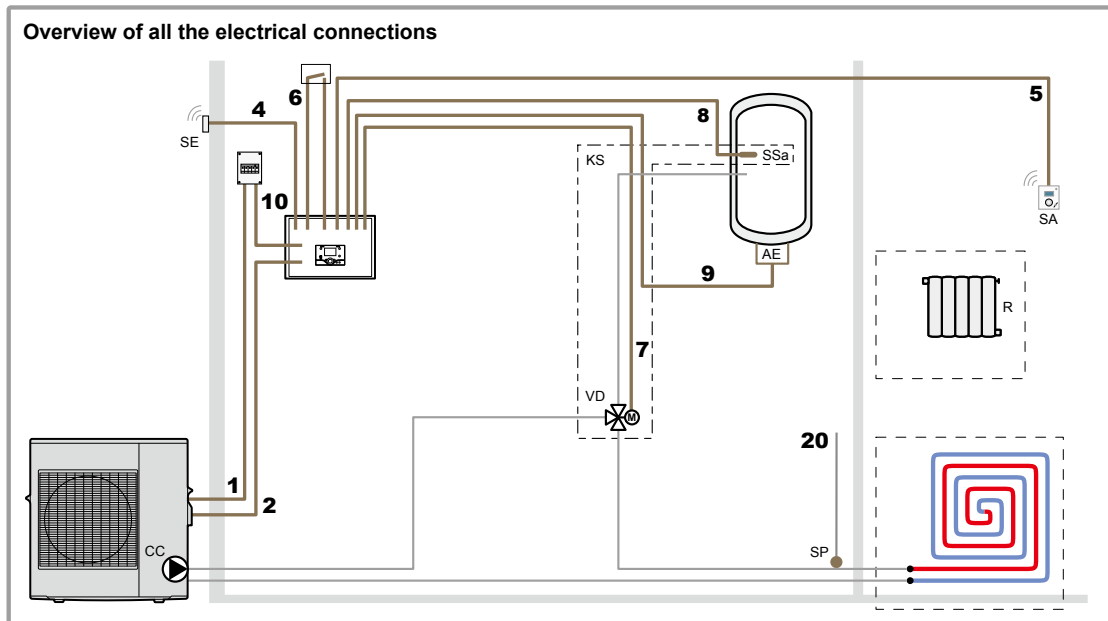 Overview of all the electrical connections
6
5
4
8
SE
KS
SSa
10
SA
AE
9
R
7
VD
M
20
1
2
CC
SP